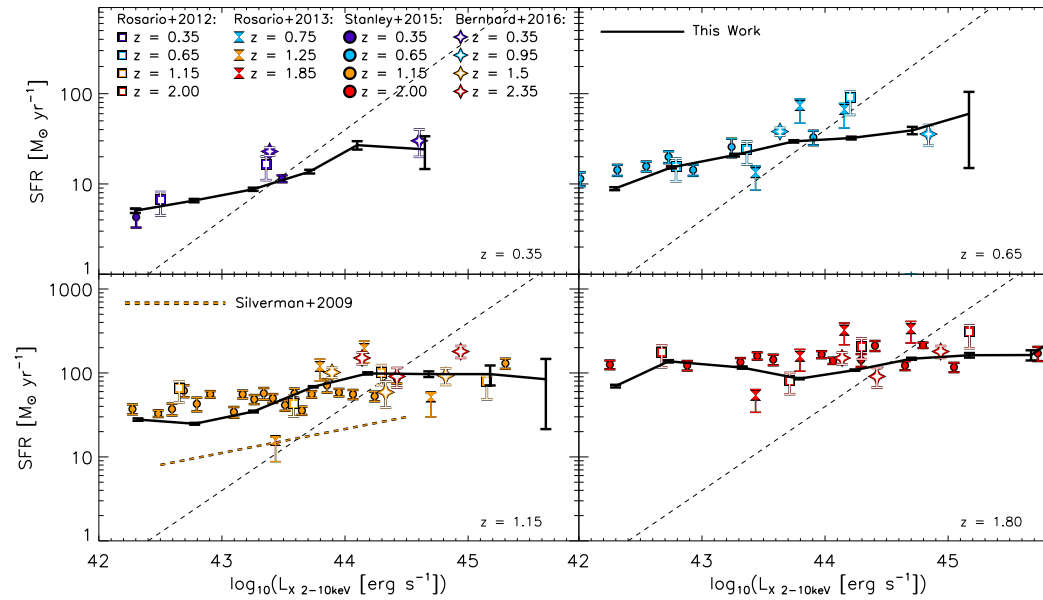 Rosario+2012: Rosario+2013: Stanley+2015: Bernhard+2016:
z = 0.35 z = 0.75 z = 0.35 z = 0.35
z = 0.65 z = 1.25 z = 0.65 z = 0.95
z = 1.15 z = 1.85 z = 1.15 z = 1.5
z = 2.00 z = 2.00 z = 2.35
This Work
100
10
1
SFR [M⊙ yr⁻¹]
z = 0.35
z = 0.65
Silverman+2009
1000
100
10
1
SFR [M⊙ yr⁻¹]
z = 1.15
z = 1.80
42 43 44 45 42 43 44 45
log₁₀(L_X 2-10keV [erg s⁻¹]) log₁₀(L_X 2-10keV [erg s⁻¹])